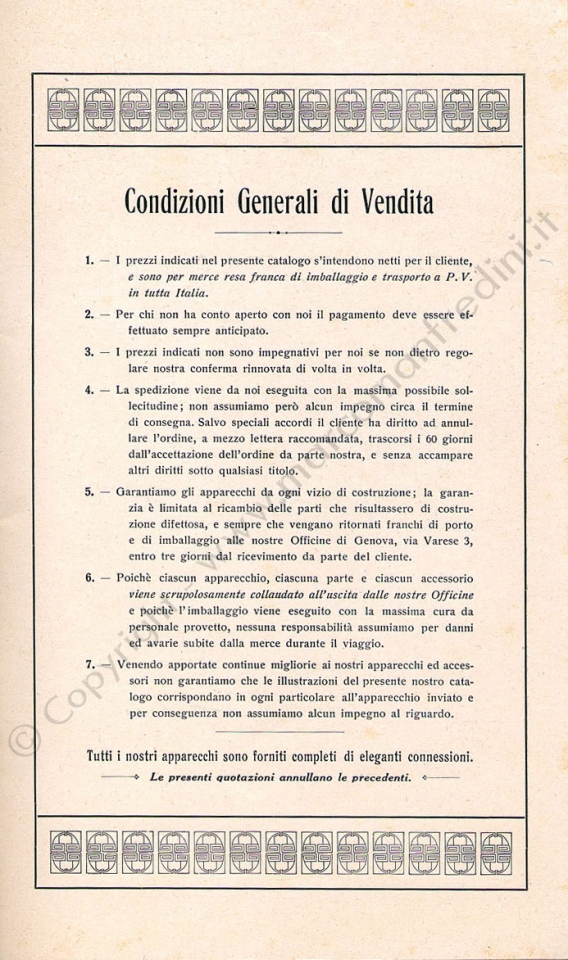 Condizioni Generali di Vendita
1. — I prezzi indicati nel presente catalogo s'intendono netti per il cliente,
e sono per merce resa franca di imballaggio e trasporto a P. V.
in tutta Italia.
2. — Per chi non ha conto aperto con noi il pagamento deve essere ef-
fettuato sempre anticipato.
3. — I prezzi indicati non sono impegnativi per noi se non dietro rego-
lare nostra conferma rinnovata di volta in volta.
4. — La spedizione viene da noi eseguita con la massima possibile sol-
lecitudine; non assumiamo però alcun impegno circa il termine
di consegna. Salvo speciali accordi il cliente ha diritto ad annul-
lare l'ordine, a mezzo lettera raccomandata, trascorsi i 60 giorni
dall'accettazione dell'ordine da parte nostra, e senza accampare
altri diritti sotto qualsiasi titolo.
5. — Garantiamo gli apparecchi da ogni vizio di costruzione; la garan-
zia è limitata al ricambio delle parti che risultassero di costru-
zione difettosa, e sempre che vengano ritornati franchi di porto
e di imballaggio alle nostre Officine di Genova, via Varese 3,
entro tre giorni dal ricevimento da parte del cliente.
6. — Poichè ciascun apparecchio, ciascuna parte e ciascun accessorio
viene scrupolosamente collaudato all'uscita dalle nostre Officine
e poichè l'imballaggio viene eseguito con la massima cura da
personale provetto, nessuna responsabilità assumiamo per danni
ed avarie subite dalla merce durante il viaggio.
7. — Venendo apportate continue migliorie ai nostri apparecchi ed acces-
sori non garantiamo che le illustrazioni del presente nostro cata-
logo corrispondano in ogni particolare all'apparecchio inviato e
per conseguenza non assumiamo alcun impegno al riguardo.
Tutti i nostri apparecchi sono forniti completi di eleganti connessioni.
Le presenti quotazioni annullano le precedenti.
© Copyright - www.marcomanfredini.it